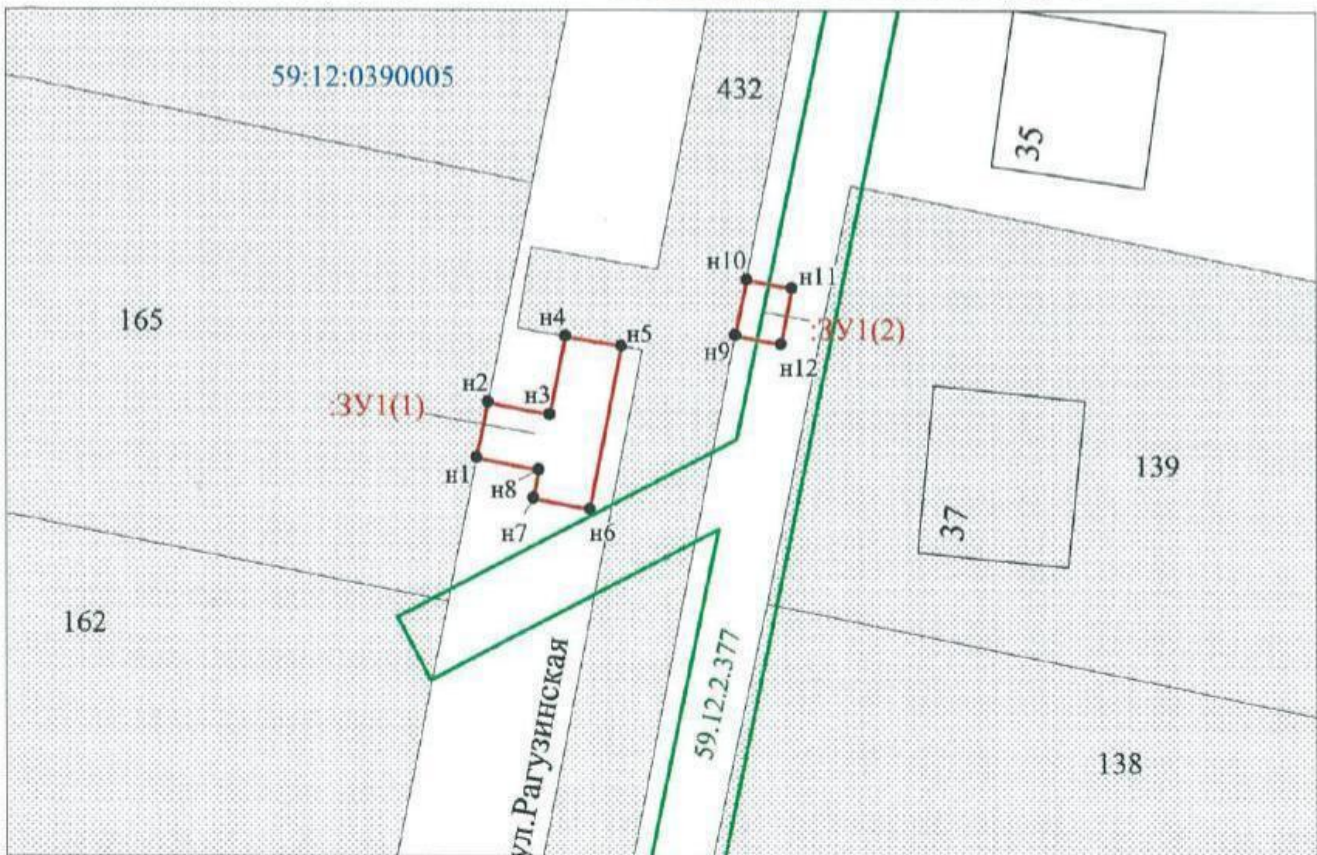 59:12:0390005
432
35
165
н10
н11
н4
н5
н9
:ЗУ1(2)
н12
н2
н3
:ЗУ1(1)
н1
н8
н7
н6
139
37
162
ул.Рагузинская
59.12.2.377
138